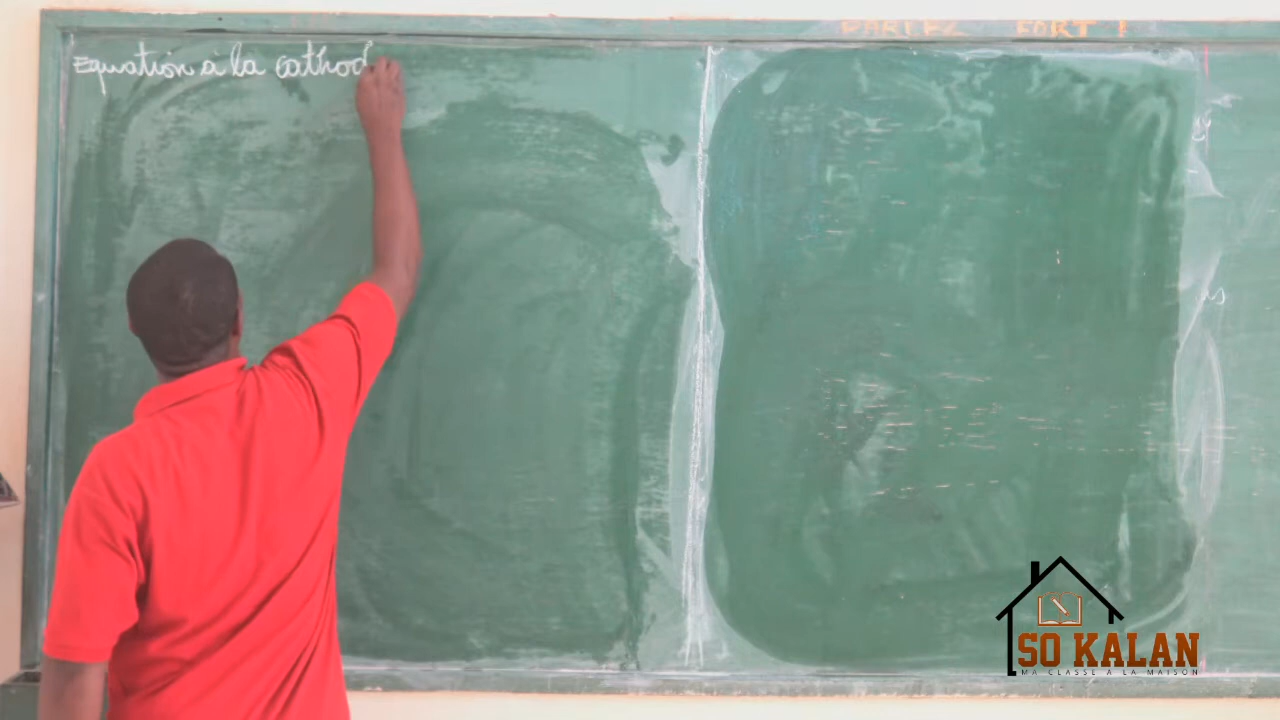 PARLEZ FORT !
Equation à la cathod
SO KALAN
MA CLASSE A LA MAISON